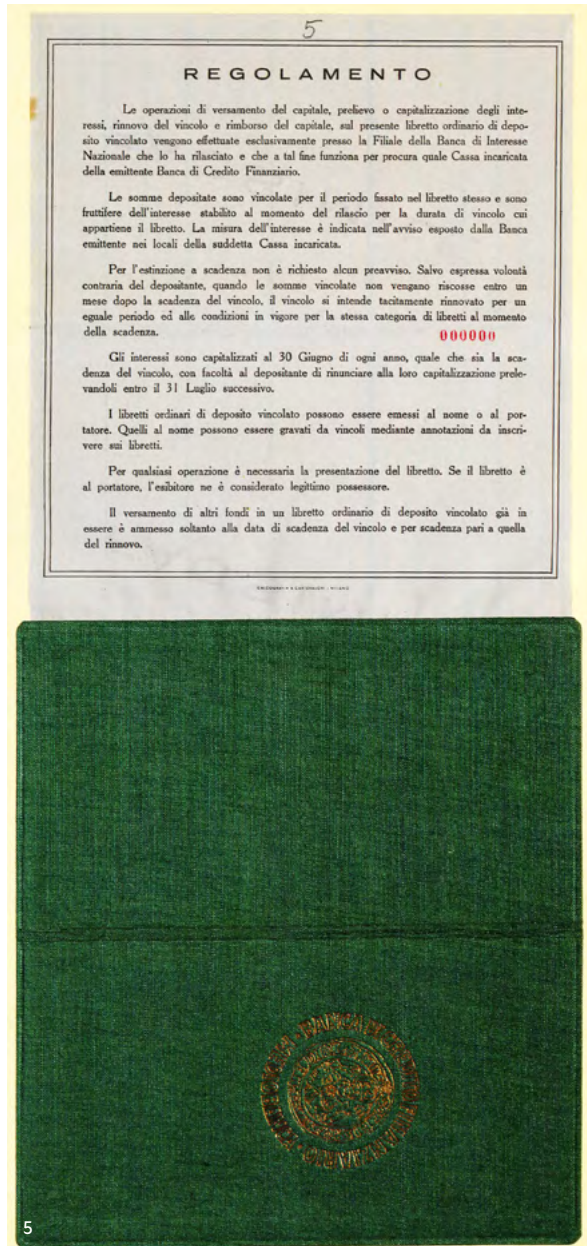 5
REGOLAMENTO
Le operazioni di versamento del capitale, prelievo o capitalizzazione degli inte-
ressi, rinnovo del vincolo e rimborso del capitale, sul presente libretto ordinario di depo-
sito vincolato vengono effettuate esclusivamente presso la Filiale della Banca di Interesse
Nazionale che lo ha rilasciato e che a tal fine funziona per procura quale Cassa incaricata
della emittente Banca di Credito Finanziario.
Le somme depositate sono vincolate per il periodo fissato nel libretto stesso e sono
fruttifere dell'interesse stabilito al momento del rilascio per la durata di vincolo cui
appartiene il libretto. La misura dell'interesse è indicata nell'avviso esposto dalla Banca
emittente nei locali della suddetta Cassa incaricata.
Per l'estinzione a scadenza non è richiesto alcun preavviso. Salvo espressa volontà
contraria del depositante, quando le somme vincolate non vengano riscosse entro un
mese dopo la scadenza del vincolo, il vincolo si intende tacitamente rinnovato per un
eguale periodo ed alle condizioni in vigore per la stessa categoria di libretti al momento
della scadenza.
000000
Gli interessi sono capitalizzati al 30 Giugno di ogni anno, quale che sia la sca-
denza del vincolo, con facoltà al depositante di rinunciare alla loro capitalizzazione prele-
vandoli entro il 31 Luglio successivo.
I libretti ordinari di deposito vincolato possono essere emessi al nome o al por-
tatore. Quelli al nome possono essere gravati da vincoli mediante annotazioni da inscri-
vere sui libretti.
Per qualsiasi operazione è necessaria la presentazione del libretto. Se il libretto è
al portatore, l'esibitore ne è considerato legittimo possessore.
Il versamento di altri fondi in un libretto ordinario di deposito vincolato già in
essere è ammesso soltanto alla data di scadenza del vincolo e per scadenza pari a quella
del rinnovo.
BANCA DI CREDITO FINANZIARIO
5